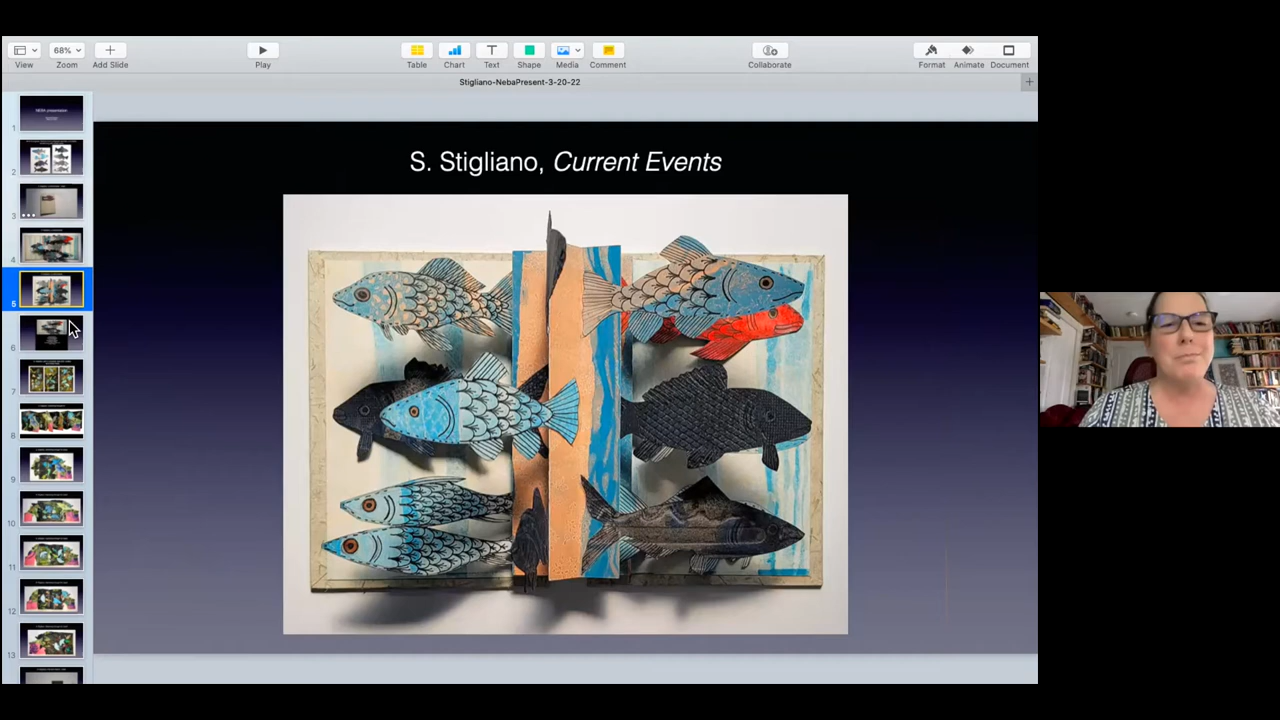 68%
View
Zoom
Add Slide
Play
Table
Chart
Text
Shape
Media
Comment
Collaborate
Format
Animate
Document
Stigliano-NebaPresent-3-20-22
S. Stigliano, Current Events
1
2
3
4
5
6
7
8
9
10
11
12
13